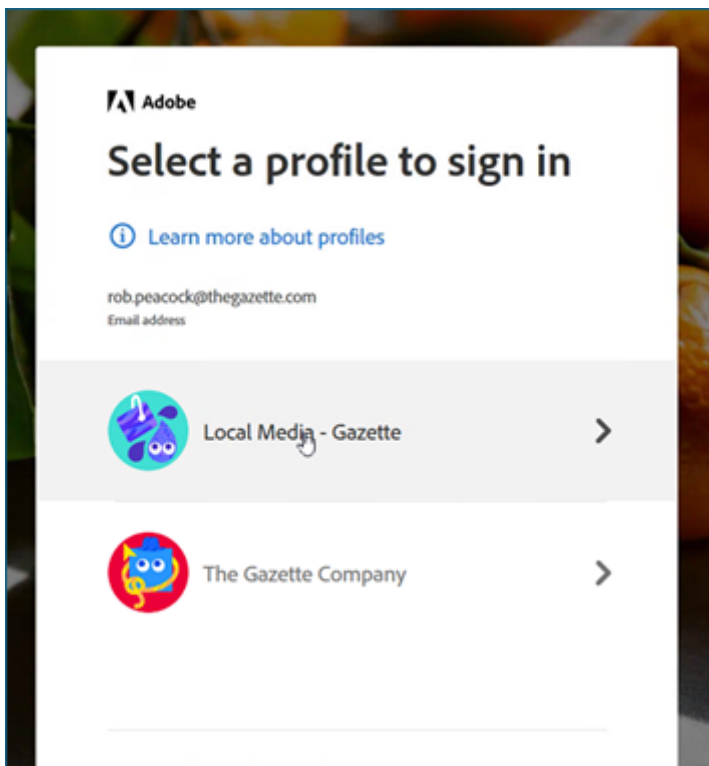 Adobe
Select a profile to sign in
Learn more about profiles
rob.peacock@thegazette.com
Email address
Local Media - Gazette
The Gazette Company